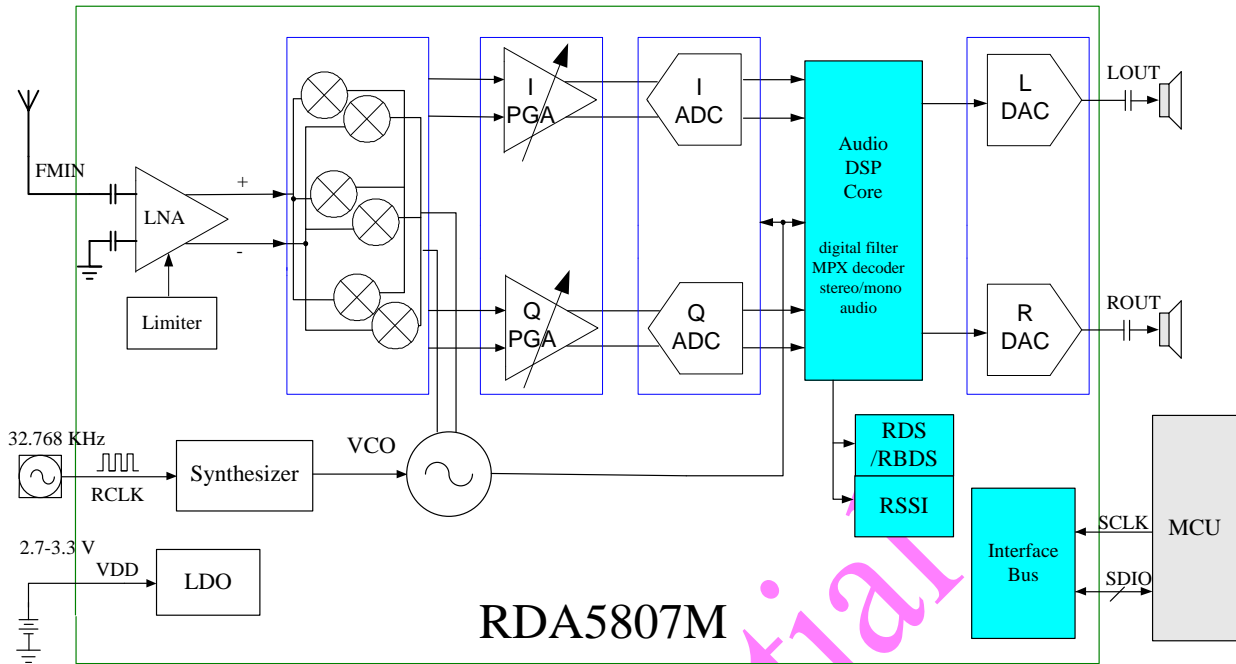 FMIN
LNA
+
-
Limiter
I
PGA
Q
PGA
I
ADC
Q
ADC
Audio
DSP
Core
digital filter
MPX decoder
stereo/mono
audio
L
DAC
R
DAC
LOUT
ROUT
32.768 KHz
RCLK
Synthesizer
VCO
RDS
/RBDS
RSSI
2.7-3.3 V
VDD
LDO
Interface
Bus
SCLK
SDIO
MCU
RDA5807M
tial